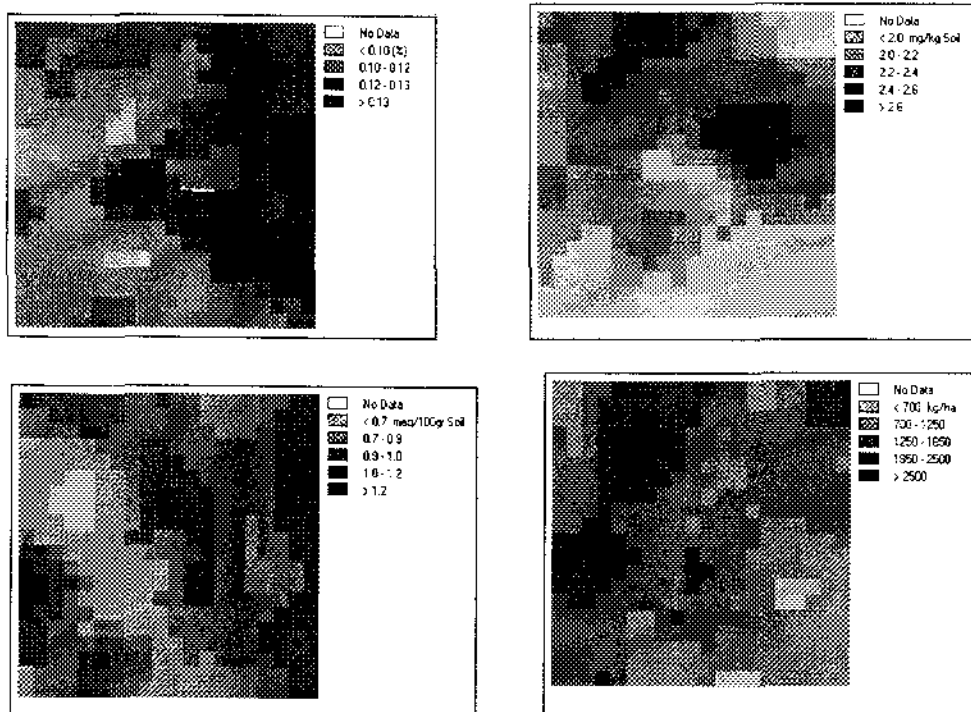 No Data
< 0.10 (%)
0.10 - 0.12
0.12 - 0.13
> 0.13
No Data
< 2.0 mg/kg Soil
2.0 - 2.2
2.2 - 2.4
2.4 - 2.6
> 2.6
No Data
< 0.7 meq/100gr Soil
0.7 - 0.9
0.9 - 1.0
1.0 - 1.2
> 1.2
No Data
< 700 kg/ha
700 - 1250
1250 - 1850
1850 - 2500
> 2500